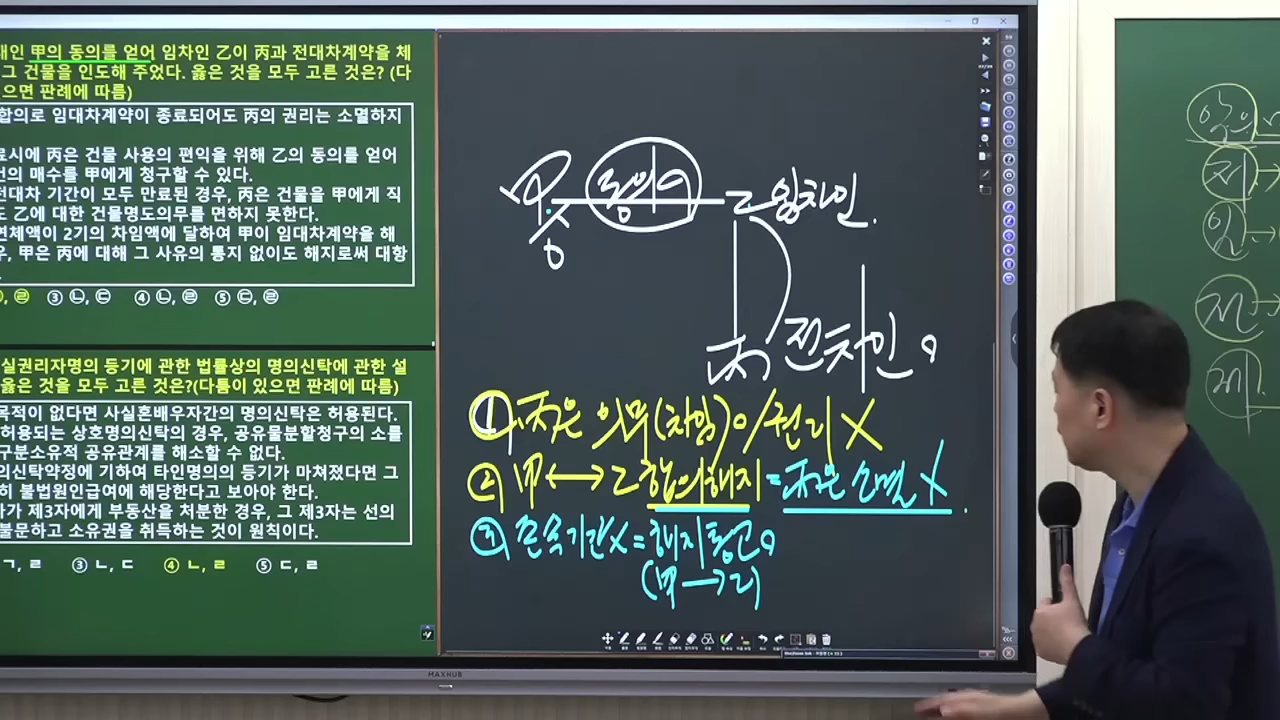 대인 甲의 동의를 얻어 임차인 乙이 丙과 전대차계약을 체
그 건물을 인도해 주었다. 옳은 것을 모두 고른 것은? (다
으면 판례에 따름)
합의로 임대차계약이 종료되어도 丙의 권리는 소멸하지
료시에 丙은 건물 사용의 편익을 위해 乙의 동의를 얻어
건의 매수를 甲에게 청구할 수 있다.
전대차 기간이 모두 만료된 경우, 丙은 건물을 甲에게 직
도 乙에 대한 건물명도의무를 면하지 못한다.
연체액이 2기의 차임액에 달하여 甲이 임대차계약을 해
우, 甲은 丙에 대해 그 사유의 통지 없이도 해지로써 대항
, ㉣ ③ ㉡, ㉢ ④ ㉡, ㉣ ⑤ ㉢, ㉣
실권리자명의 등기에 관한 법률상의 명의신탁에 관한 설
옳은 것을 모두 고른 것은?(다툼이 있으면 판례에 따름)
목적이 없다면 사실혼배우자간의 명의신탁은 허용된다.
허용되는 상호명의신탁의 경우, 공유물분할청구의 소를
구분소유적 공유관계를 해소할 수 없다.
의신탁약정에 기하여 타인명의의 등기가 마쳐졌다면 그
히 불법원인급여에 해당한다고 보아야 한다.
가 제3자에게 부동산을 처분한 경우, 그 제3자는 선의
불문하고 소유권을 취득하는 것이 원칙이다.
ㄱ, ㄹ ③ ㄴ, ㄷ ④ ㄴ, ㄹ ⑤ ㄷ, ㄹ
甲 동의 乙 임차인.
丙 전차인
① 丙은 의무(차임)o/권리 X
② 甲↔乙 합의해지=丙은 소멸X.
③ 존속기간X=해지통고
(甲→乙)
MAXHUB
임
전